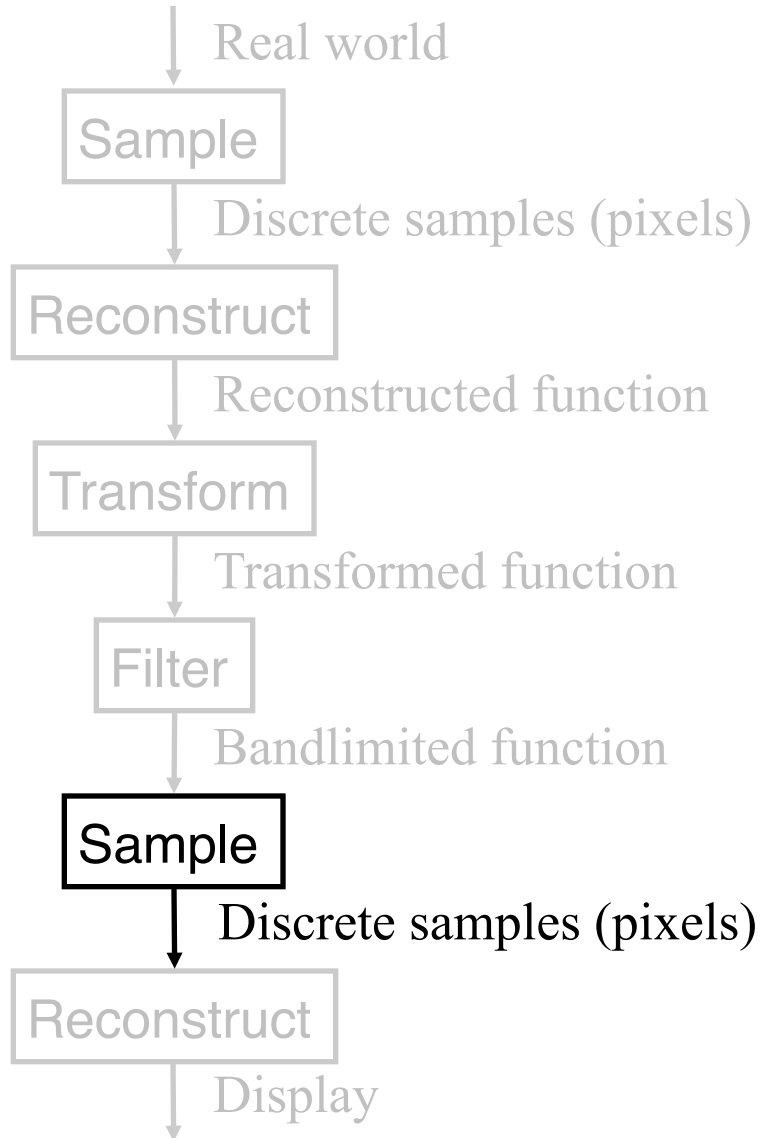 Real world
Sample
Discrete samples (pixels)
Reconstruct
Reconstructed function
Transform
Transformed function
Filter
Bandlimited function
Sample
Discrete samples (pixels)
Reconstruct
Display